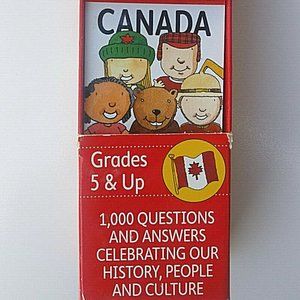 CANADA
Grades
5 & Up
1,000 QUESTIONS
AND ANSWERS
CELEBRATING OUR
HISTORY, PEOPLE
AND CULTURE